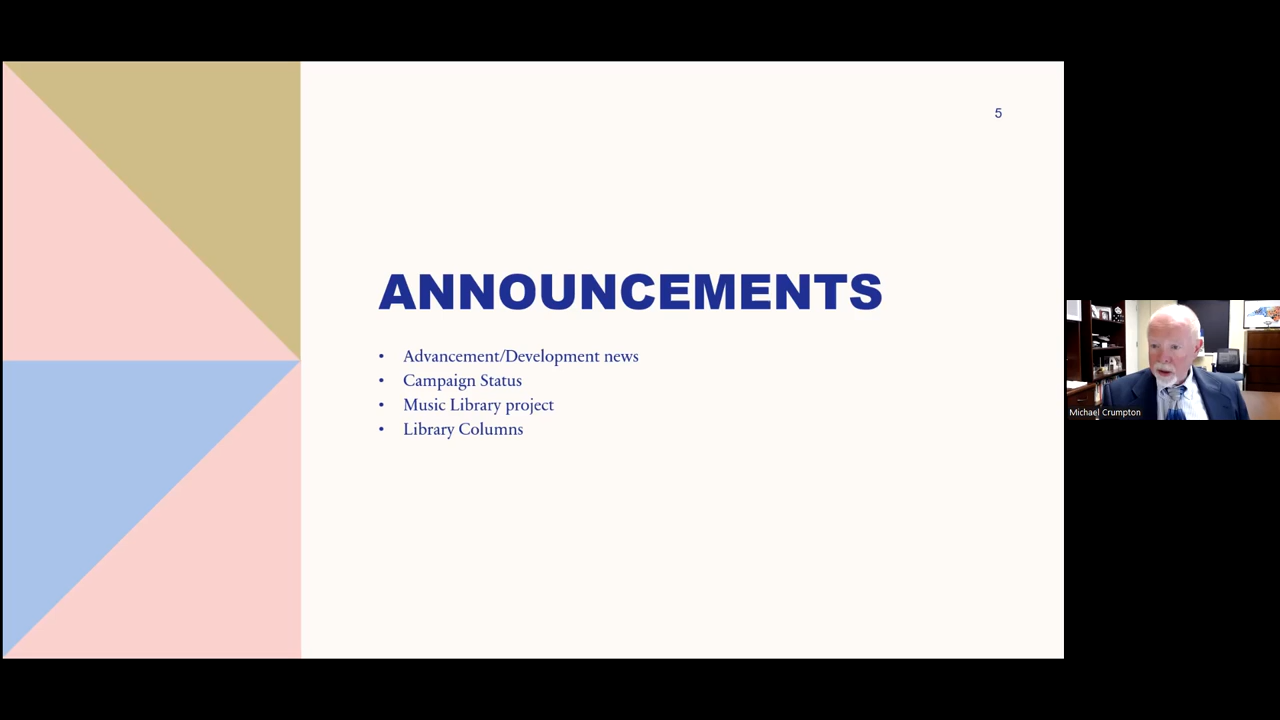 5
ANNOUNCEMENTS
• Advancement/Development news
• Campaign Status
• Music Library project
• Library Columns
Michael Crumpton